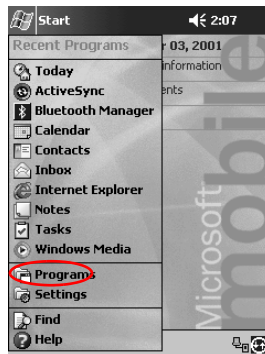 Start 2:07
Recent Programs r 03, 2001
Today information
ActiveSync ents
Bluetooth Manager
Calendar
Contacts
Inbox
Internet Explorer
Notes
Tasks
Windows Media
Programs
Settings
Find
Help
Microsoft
mobile